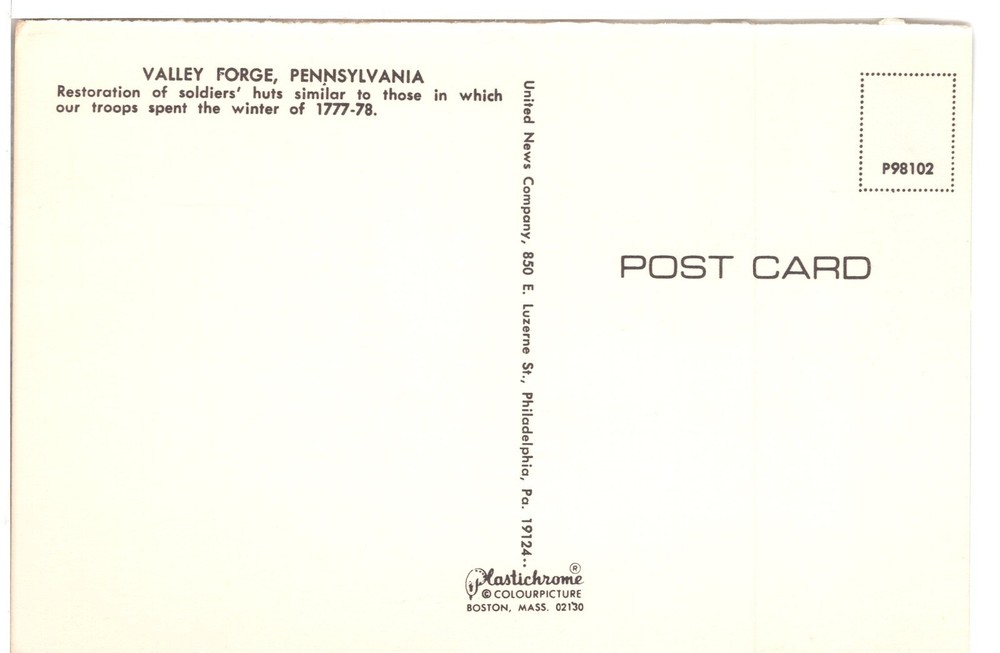 VALLEY FORGE, PENNSYLVANIA
Restoration of soldiers' huts similar to those in which
our troops spent the winter of 1777-78.
United News Company, 850 E. Luzerne St., Philadelphia, Pa. 19124..
P98102
POST CARD
Plastichrome ®
© COLOURPICTURE
BOSTON, MASS. 02130